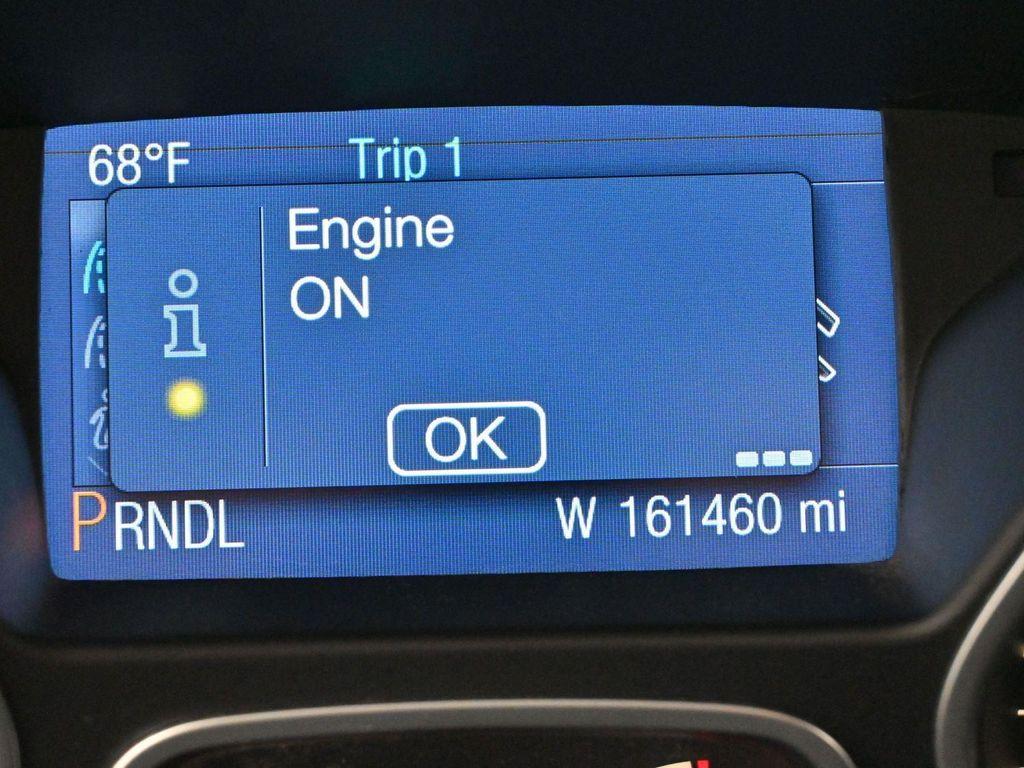 68°F Trip 1
Engine
ON
OK
PRNDL W 161460 mi